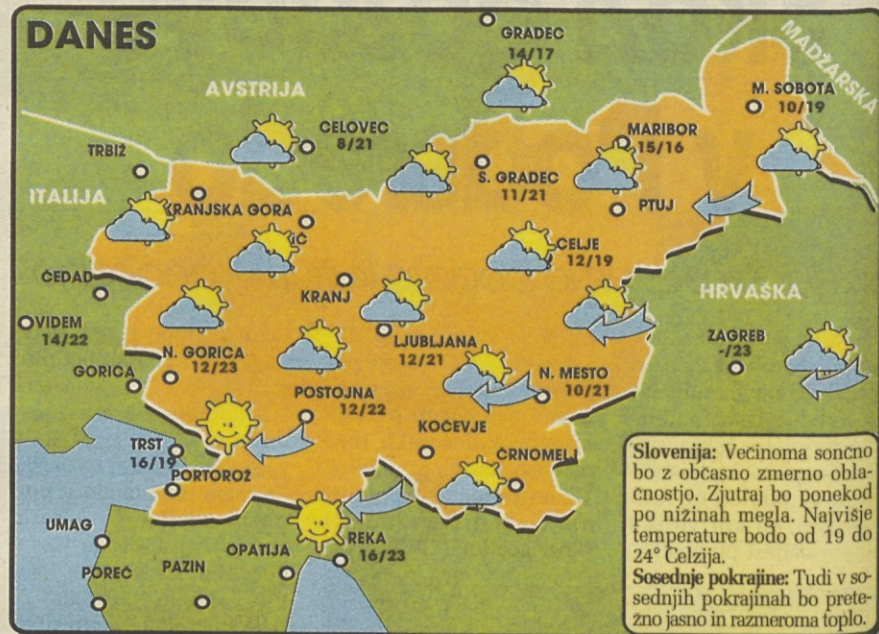 DANES
GRADEC
14/17
MADŽARSKA
AVSTRIJA
M. SOBOTA
10/19
CELOVEC
8/21
MARIBOR
15/16
TRBIŽ
S. GRADEC
11/21
ITALIJA
KRANJSKA GORA
PTUJ
CELJE
12/19
ČEDAD
KRANJ
HRVAŠKA
VIDEM
14/22
LJUBLJANA
12/21
ZAGREB
-/23
N. GORICA
12/23
GORICA
N. MESTO
10/21
POSTOJNA
12/22
KOČEVJE
TRST
16/19
ČRNOMELJ
PORTOROŽ
UMAG
REKA
16/23
OPATIJA
POREČ
PAZIN
Slovenija: Večinoma sončno
bo z občasno zmerno obla-
čnostjo. Zjutraj bo ponekod
po nižinah megla. Najvišje
temperature bodo od 19 do
24° Celzija.
Sosednje pokrajine: Tudi v so-
sednjih pokrajinah bo prete-
žno jasno in razmeroma toplo.